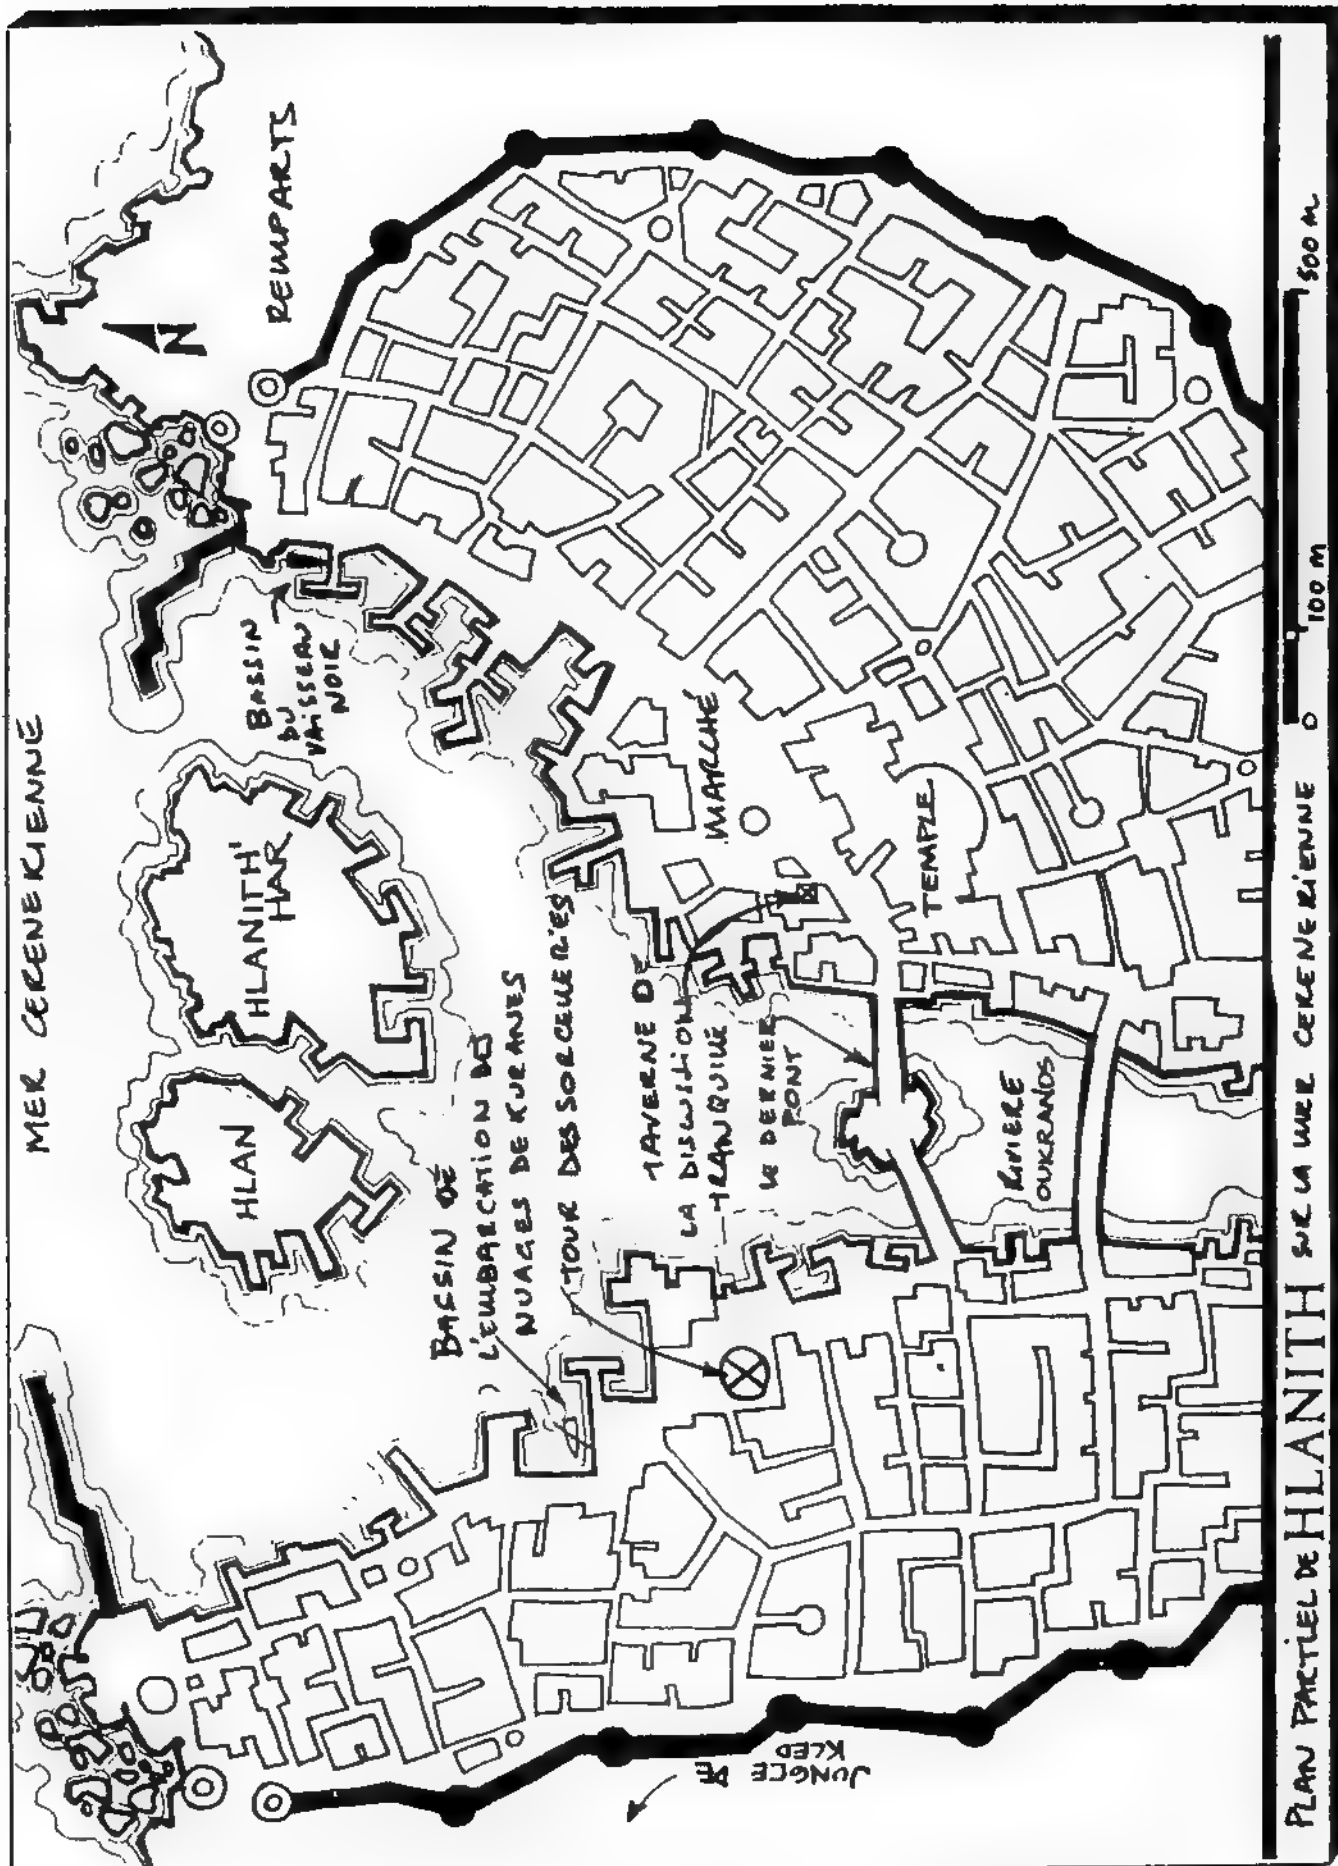 MER CERENERIENNE
REMPARTS
N
BASSIN
DU
VAISSEAU
NOIR
HLANITH'
HAR
HLAN
BASSIN DE
L'EMBARCATION DES
NUAGES DE KURANES
TOUR DES SORCELLERIES
TAVERNE DE
LA DISCUSSION
TRANQUILLE
LE DERNIER
PONT
MARCHÉ
TEMPLE
RIVIERE
OUKRANOS
JUNGLE DE
KLED
PLAN PARTIEL DE HLANITH SUR LA MER CERENERIENNE
0 100 m 500 m